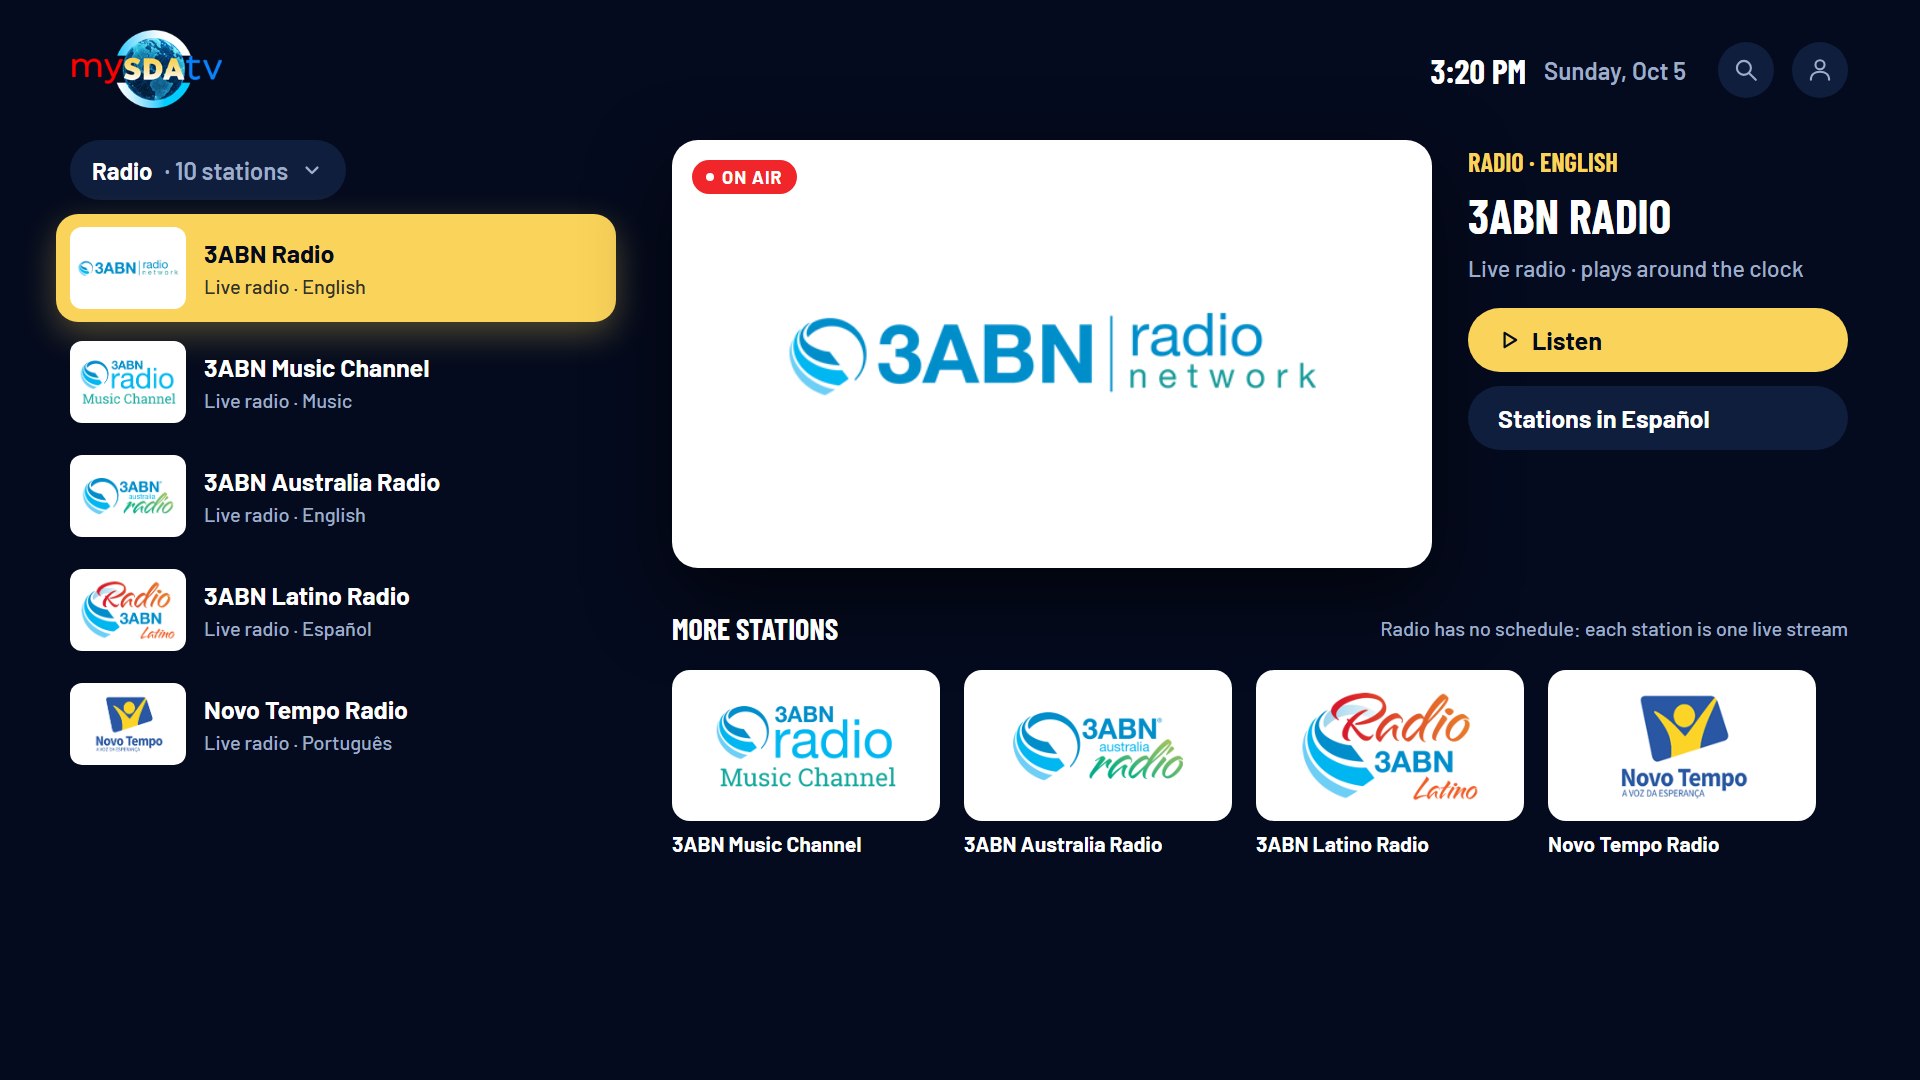 mySDAtv
3:20 PM Sunday, Oct 5
Radio · 10 stations
3ABN radio network
3ABN Radio
Live radio · English
3ABN radio Music Channel
3ABN Music Channel
Live radio · Music
3ABN australia radio
3ABN Australia Radio
Live radio · English
Radio 3ABN Latino
3ABN Latino Radio
Live radio · Español
Novo Tempo
A VOZ DA ESPERANÇA
Novo Tempo Radio
Live radio · Português
ON AIR
3ABN radio
network
RADIO · ENGLISH
3ABN RADIO
Live radio · plays around the clock
Listen
Stations in Español
MORE STATIONS
Radio has no schedule: each station is one live stream
3ABN
radio
Music Channel
3ABN Music Channel
3ABN
australia
radio
3ABN Australia Radio
Radio
3ABN
Latino
3ABN Latino Radio
Novo Tempo
A VOZ DA ESPERANÇA
Novo Tempo Radio